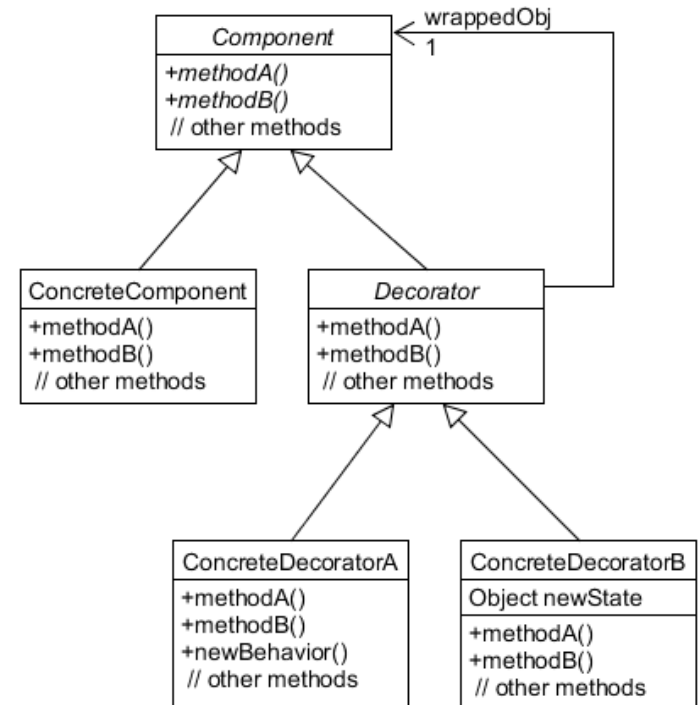 wrappedObj
1
Component
+methodA()
+methodB()
// other methods
ConcreteComponent
+methodA()
+methodB()
// other methods
Decorator
+methodA()
+methodB()
// other methods
ConcreteDecoratorA
+methodA()
+methodB()
+newBehavior()
// other methods
ConcreteDecoratorB
Object newState
+methodA()
+methodB()
// other methods